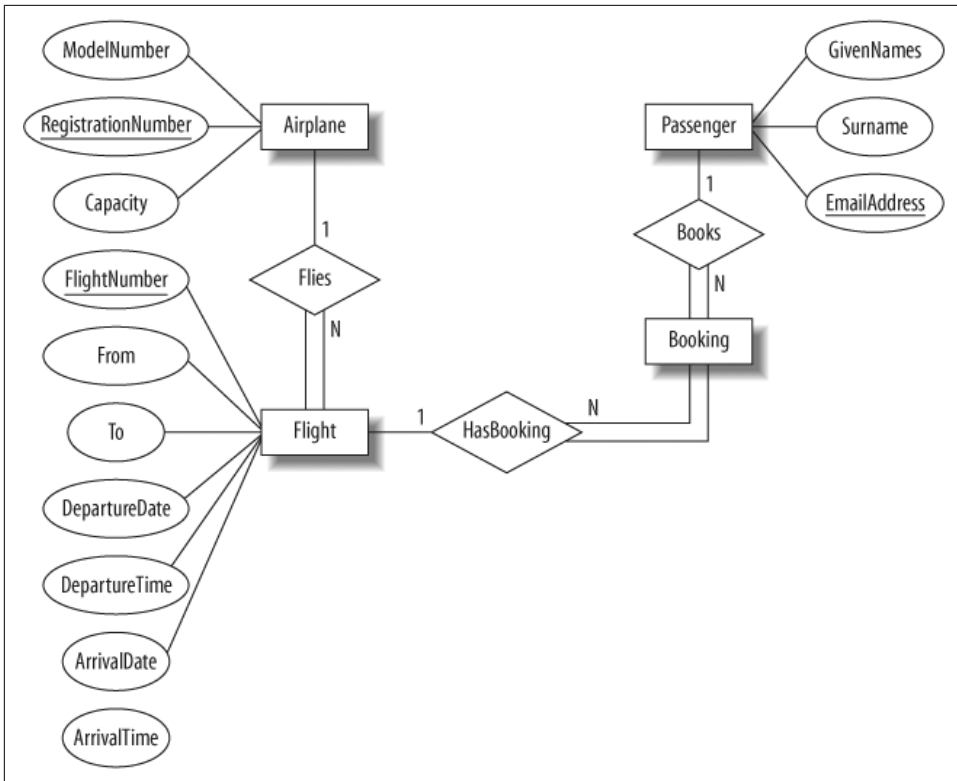 ModelNumber
RegistrationNumber
Capacity
Airplane
1
Flies
N
FlightNumber
From
To
DepartureDate
DepartureTime
ArrivalDate
ArrivalTime
Flight
1
HasBooking
N
GivenNames
Surname
EmailAddress
Passenger
1
Books
N
Booking